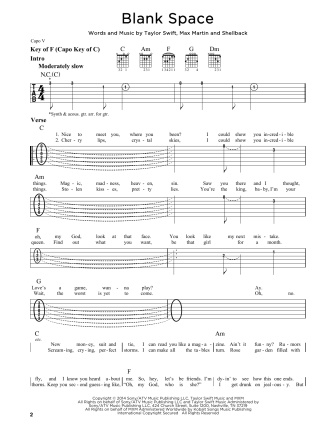 Blank Space
Words and Music by Taylor Swift, Max Martin and Shellback
Capo V
Key of F (Capo Key of C)
C Am F G Dm
Intro
Moderately slow
N.C.(C)
*Synth & scous. gtr. arr. for gtr.
Verse
C
1. Nice to meet you, where you been? I could show you in-cred-i-ble
2. Cher-ry lips, crys-tal skies, I could show you in-cred-i-ble
Am
things. Mag-ic, mad-ness, heav-en, sin. Saw you there and I thought,
things. Sto-len kiss-es, pret-ty lies. You're the king, ba-by, I'm your
F
oh, my God, look at that face. You look like my next mis-take.
queen. Find out what you want, be that girl for a month.
G
Love's a game, wan-na play? Ay.
Wait, the worst is yet to come. Oh, no.
C Am
New mon-ey, suit and tie, I can read you like a mag-a-zine. Ain't it fun-ny? Ru-mors
Scream-ing, cry-ing, per-fect storms, I can make all the ta-bles turn. Rose gar-den filled with
F
fly, and I know you heard a-bout me. So, hey, let's be friends. I'm dy-in' to see how this one ends.
thorns. Keep you sec-ond guess-ing like, "Oh, my God, who is she?" I get drunk on jeal-ous-y. But I
Copyright © 2014 Sony/ATV Music Publishing LLC, Taylor Swift Music and MXM
All Rights on behalf of Sony/ATV Music Publishing LLC and Taylor Swift Music Administered by
Sony/ATV Music Publishing LLC, 424 Church Street, Suite 1200, Nashville, TN 37219
All Rights on behalf of MXM Administered Worldwide by Kobalt Songs Music Publishing
International Copyright Secured All Rights Reserved
2